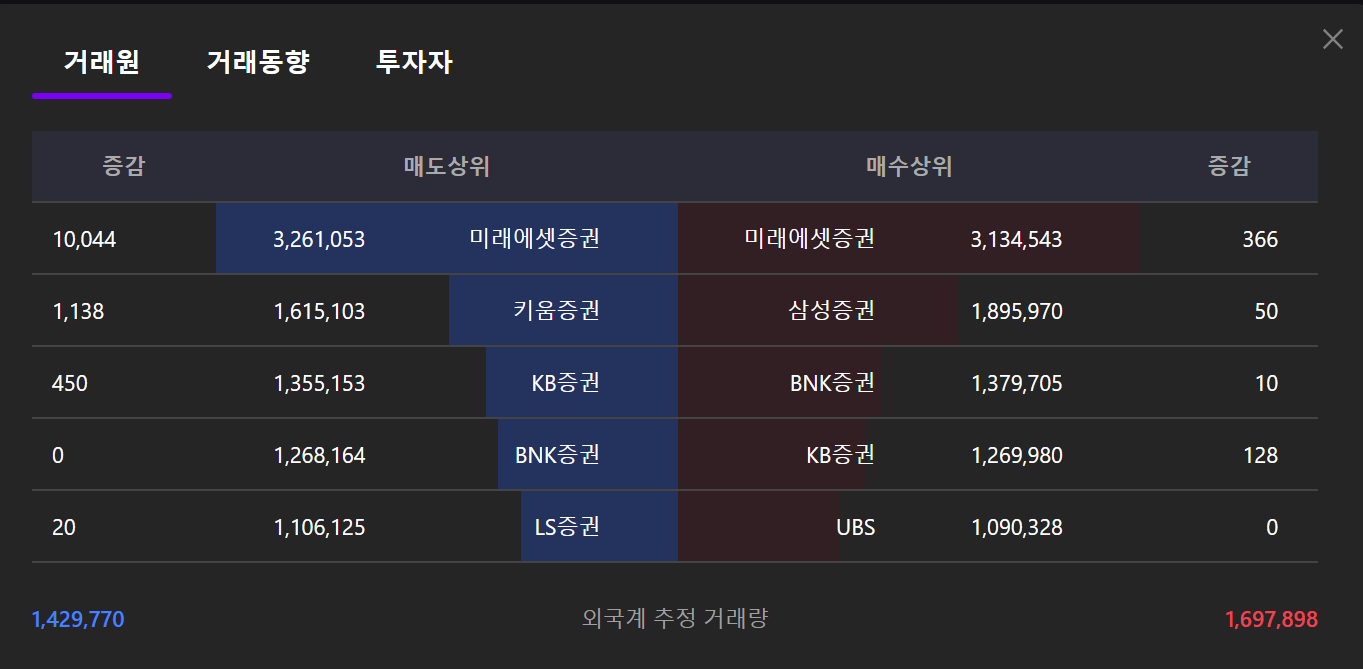 거래원 거래동향 투자자
증감 매도상위 매수상위 증감
10,044 3,261,053 미래에셋증권 미래에셋증권 3,134,543 366
1,138 1,615,103 키움증권 삼성증권 1,895,970 50
450 1,355,153 KB증권 BNK증권 1,379,705 10
0 1,268,164 BNK증권 KB증권 1,269,980 128
20 1,106,125 LS증권 UBS 1,090,328 0
1,429,770 외국계 추정 거래량 1,697,898